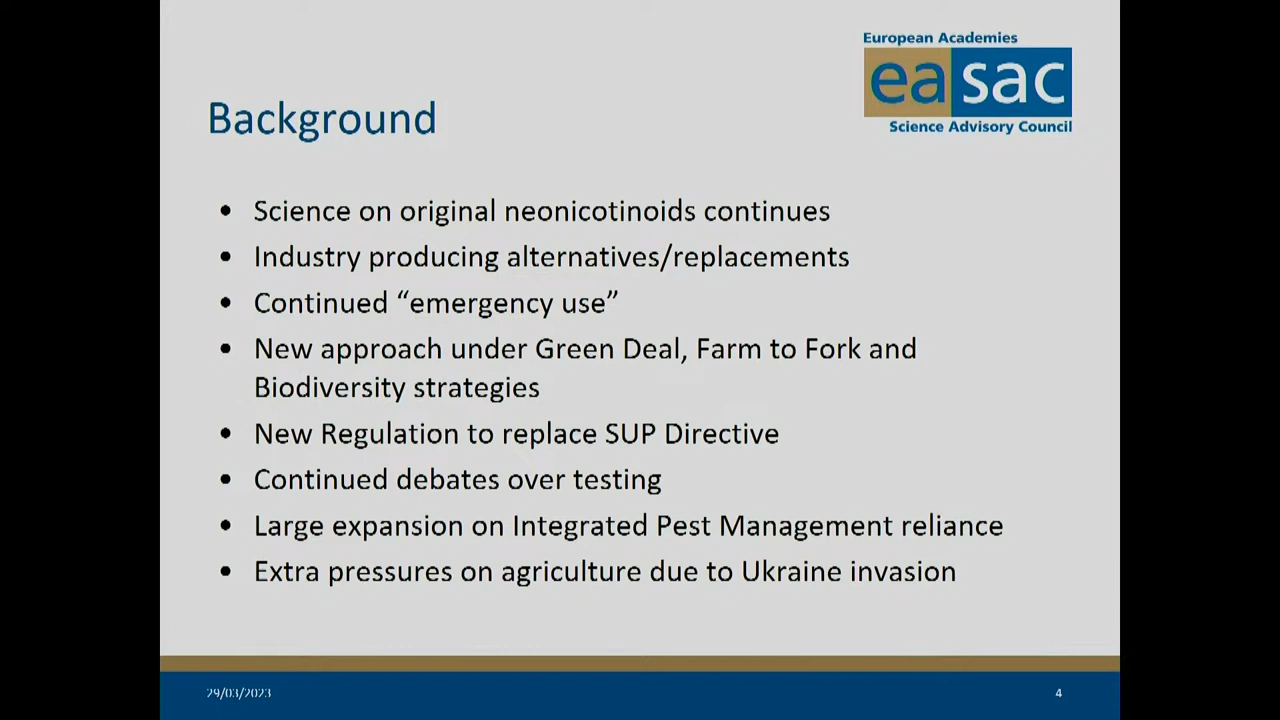 European Academies
easac
Science Advisory Council
Background
• Science on original neonicotinoids continues
• Industry producing alternatives/replacements
• Continued “emergency use”
• New approach under Green Deal, Farm to Fork and
Biodiversity strategies
• New Regulation to replace SUP Directive
• Continued debates over testing
• Large expansion on Integrated Pest Management reliance
• Extra pressures on agriculture due to Ukraine invasion
29/03/2023
4